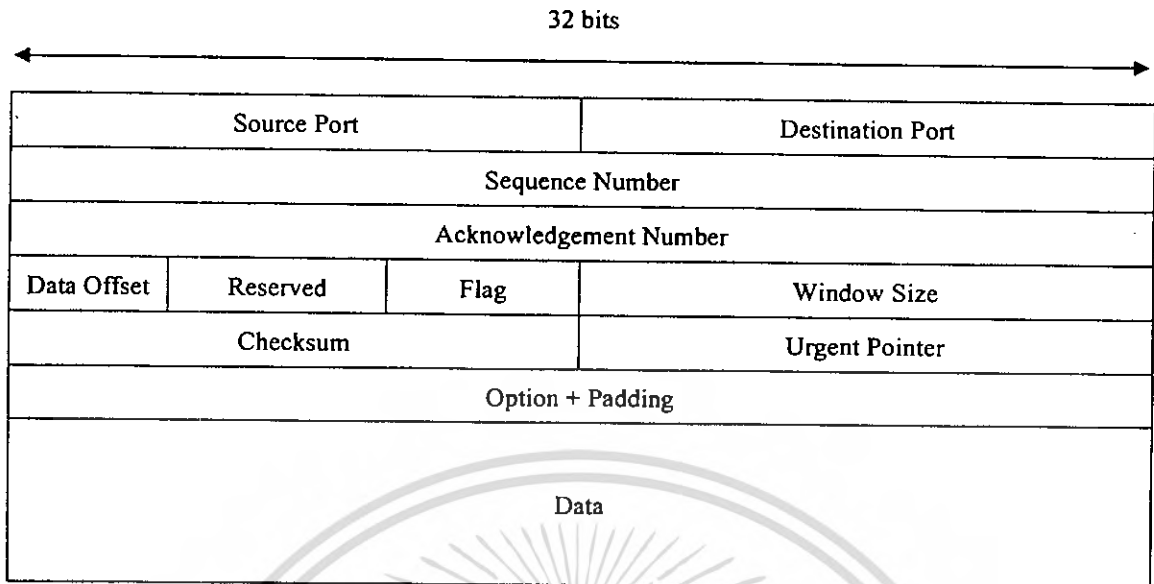 32 bits
Source Port Destination Port
Sequence Number
Acknowledgement Number
Data Offset Reserved Flag Window Size
Checksum Urgent Pointer
Option + Padding
Data